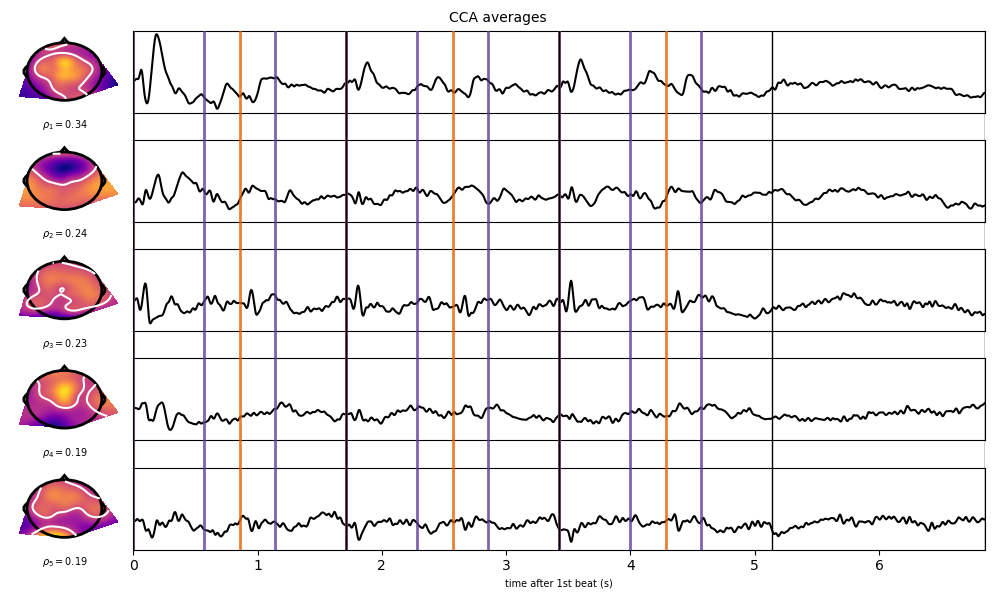 CCA averages
ρ₁ = 0.34
ρ₂ = 0.24
ρ₃ = 0.23
ρ₄ = 0.19
ρ₅ = 0.19
0 1 2 3 4 5 6
time after 1st beat (s)